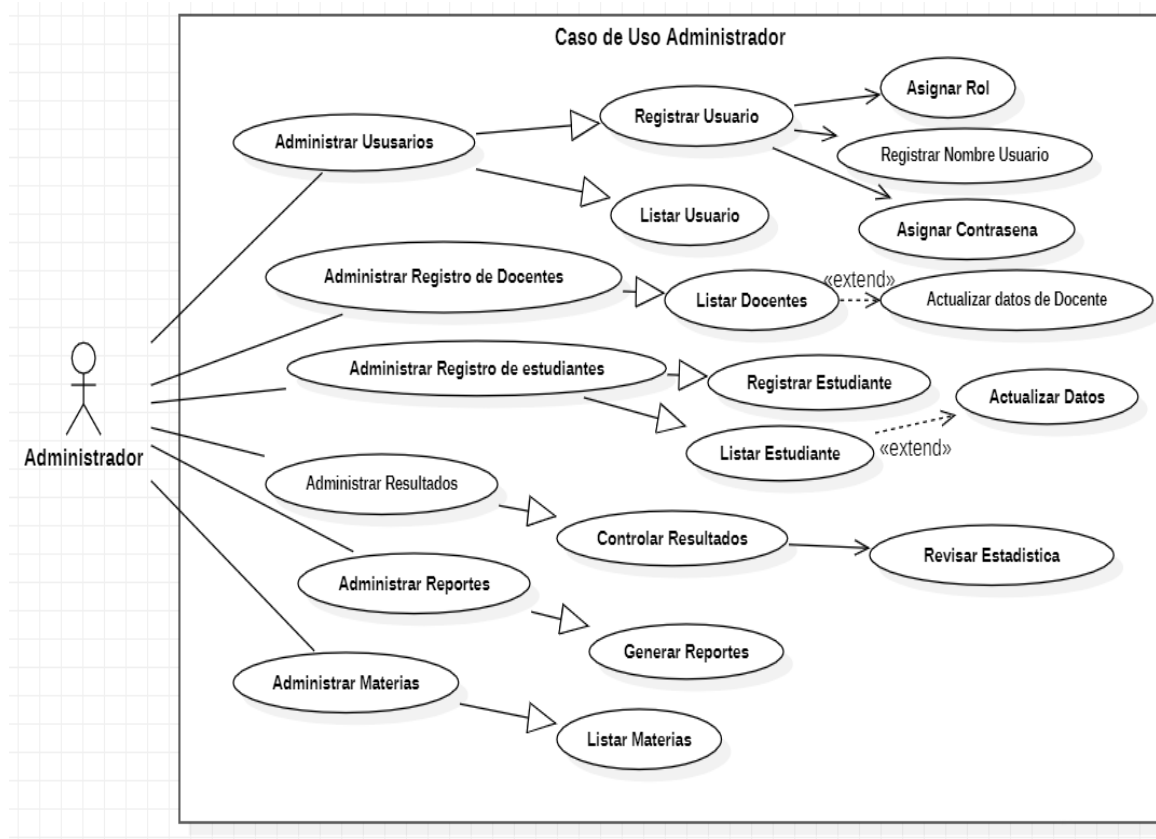 Caso de Uso Administrador
Asignar Rol
Registrar Usuario
Administrar Ususarios
Registrar Nombre Usuario
Listar Usuario
Asignar Contrasena
Administrar Registro de Docentes
«extend»
Listar Docentes
Actualizar datos de Docente
Administrar Registro de estudiantes
Registrar Estudiante
Actualizar Datos
Listar Estudiante
«extend»
Administrador
Administrar Resultados
Controlar Resultados
Revisar Estadistica
Administrar Reportes
Generar Reportes
Administrar Materias
Listar Materias